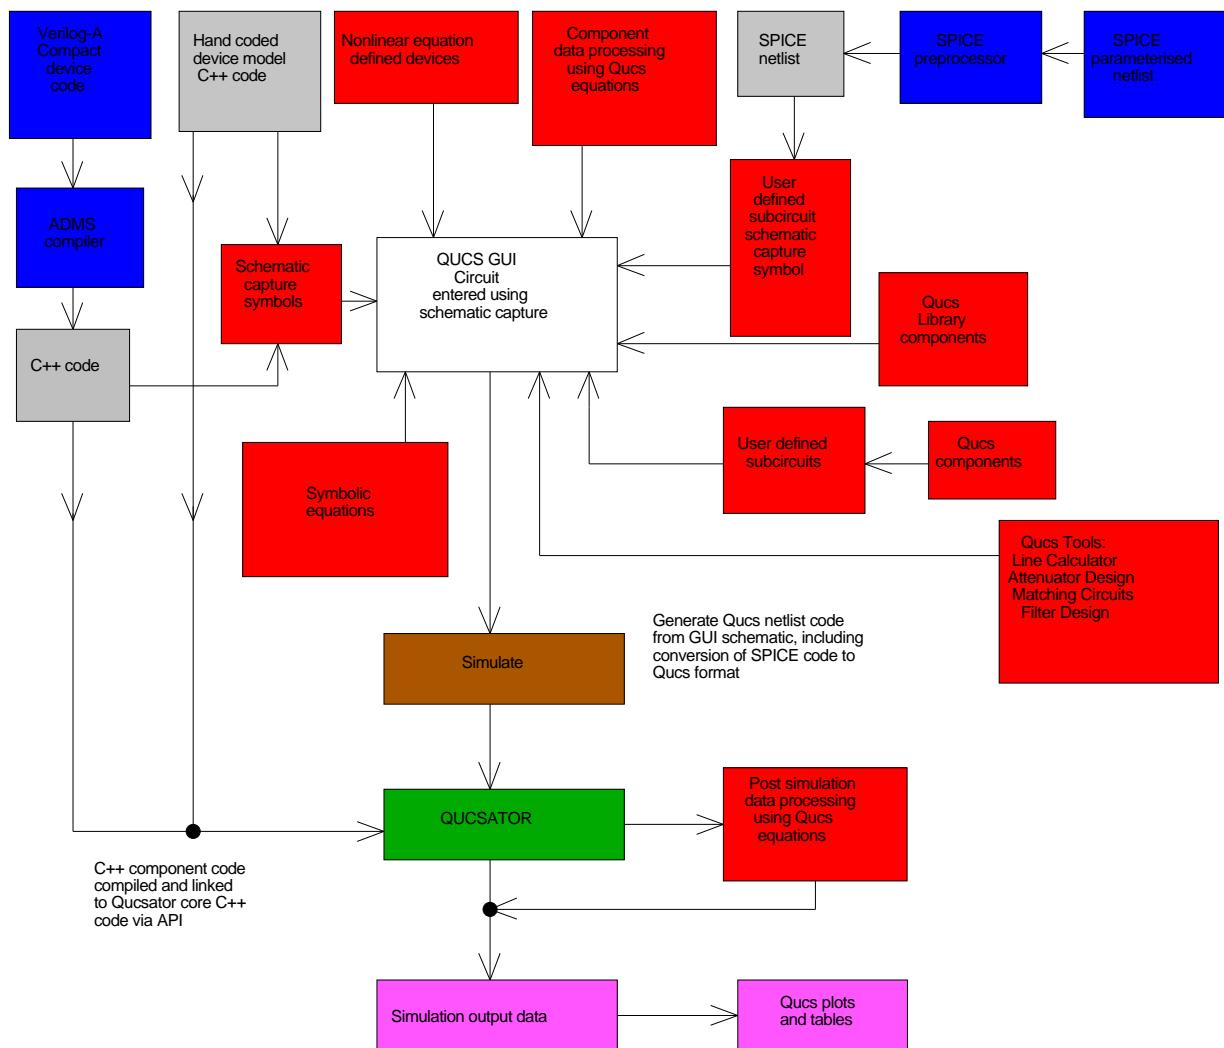 Verilog-A
Compact
device
code
Hand coded
device model
C++ code
Nonlinear equation
defined devices
Component
data processing
using Qucs
equations
SPICE
netlist
SPICE
preprocessor
SPICE
parameterised
netlist
ADMS
compiler
Schematic
capture
symbols
QUCS GUI
Circuit
entered using
schematic capture
User
defined
subcircuit
schematic
capture
symbol
Qucs
Library
components
C++ code
User defined
subcircuits
Qucs
components
Symbolic
equations
Qucs Tools:
Line Calculator
Attenuator Design
Matching Circuits
Filter Design
Simulate
Generate Qucs netlist code
from GUI schematic, including
conversion of SPICE code to
Qucs format
QUCSATOR
Post simulation
data processing
using Qucs
equations
C++ component code
compiled and linked
to Qucsator core C++
code via API
Simulation output data
Qucs plots
and tables